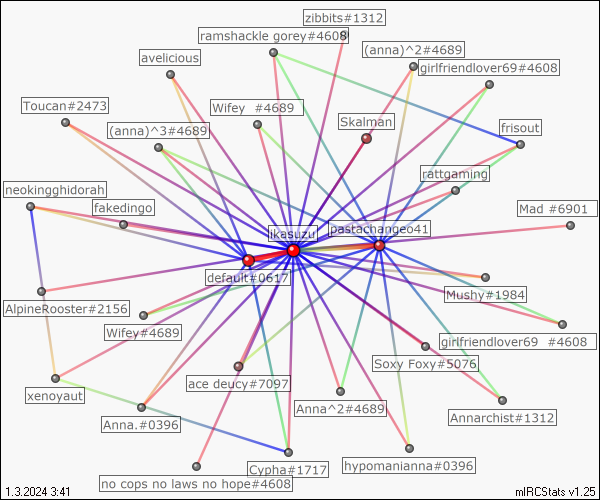 zibbits#1312
ramshackle gorey#4608
(anna)^2#4689
avelicious
girlfriendlover69#4608
Toucan#2473
Wifey #4689
Skalman
(anna)^3#4689
frisout
rattgaming
neokingghidorah
fakedingo
Mad #6901
ikasuzu
pastachangeo41
default#0617
Mushy#1984
AlpineRooster#2156
Wifey#4689
girlfriendlover69 #4608
Soxy Foxy#5076
ace deucy#7097
xenoyaut
Anna^2#4689
Annarchist#1312
Anna.#0396
Cypha#1717
hypomanianna#0396
no cops no laws no hope#4608
1.3.2024 3:41
mIRCStats v1.25